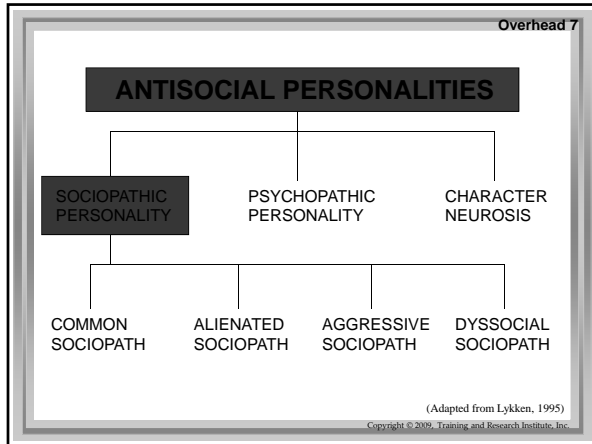 Overhead 7
ANTISOCIAL PERSONALITIES
SOCIOPATHIC
PERSONALITY
PSYCHOPATHIC
PERSONALITY
CHARACTER
NEUROSIS
COMMON
SOCIOPATH
ALIENATED
SOCIOPATH
AGGRESSIVE
SOCIOPATH
DYSSOCIAL
SOCIOPATH
(Adapted from Lykken, 1995)
Copyright © 2009, Training and Research Institute, Inc.